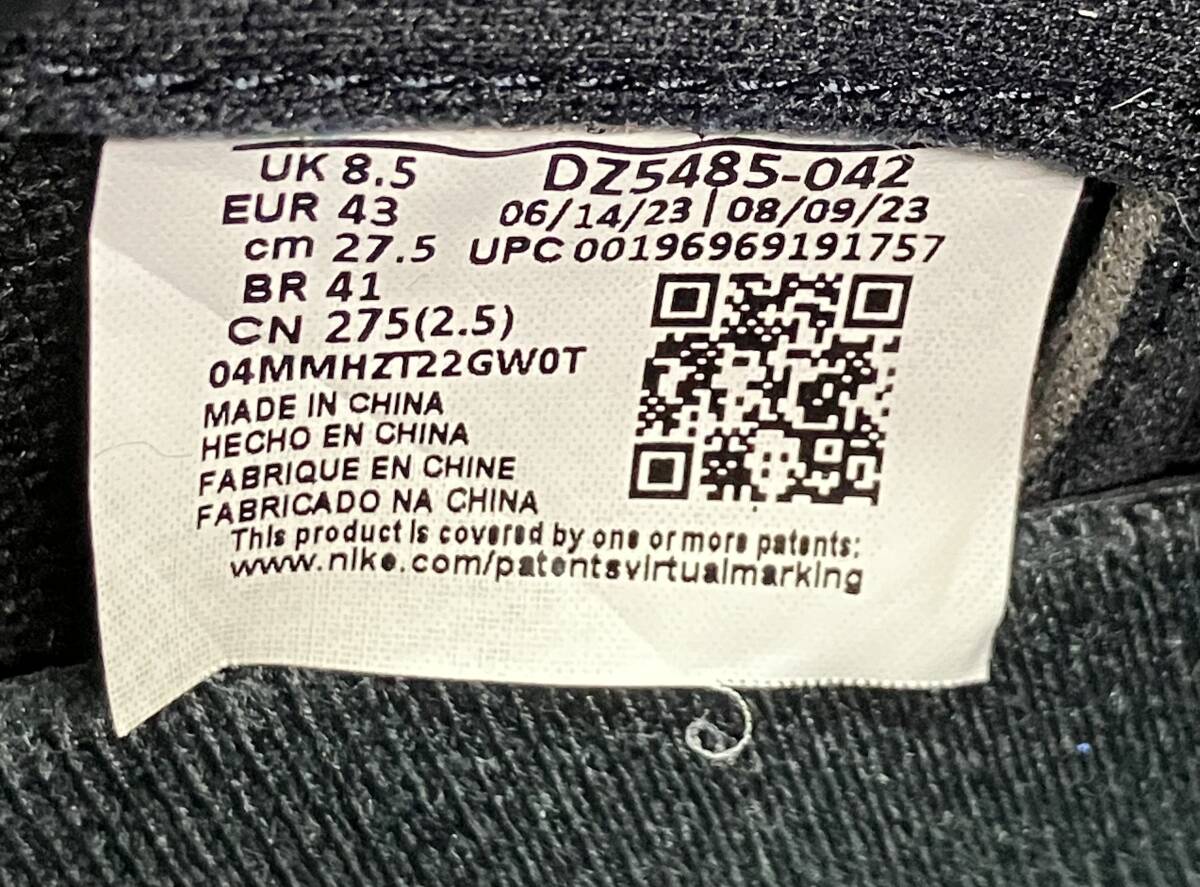 UK 8.5 DZ5485-042
EUR 43 06/14/23 | 08/09/23
cm 27.5 UPC 00196969191757
BR 41
CN 275(2.5)
04MMHZT22GW0T
MADE IN CHINA
HECHO EN CHINA
FABRIQUE EN CHINE
FABRICADO NA CHINA
This product is covered by one or more patents:
www.nike.com/patentsvirtualmarking